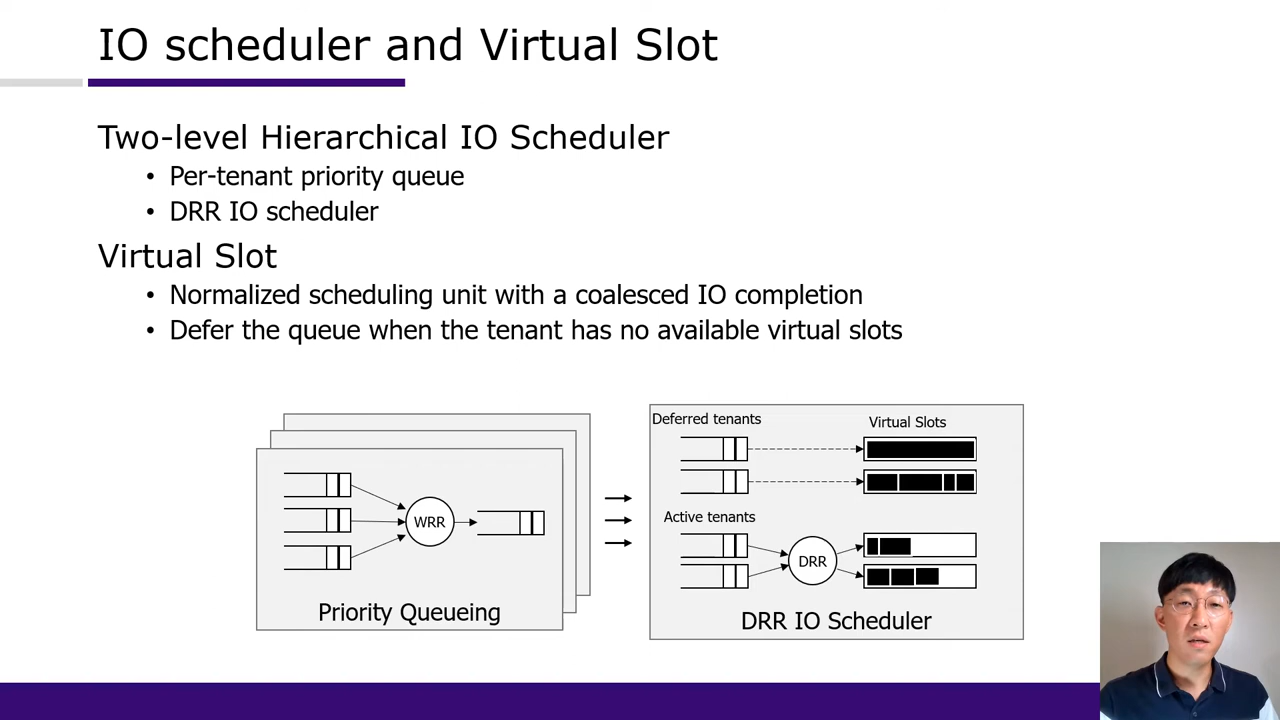 IO scheduler and Virtual Slot
Two-level Hierarchical IO Scheduler
• Per-tenant priority queue
• DRR IO scheduler
Virtual Slot
• Normalized scheduling unit with a coalesced IO completion
• Defer the queue when the tenant has no available virtual slots
WRR
Priority Queueing
Deferred tenants
Virtual Slots
Active tenants
DRR
DRR IO Scheduler